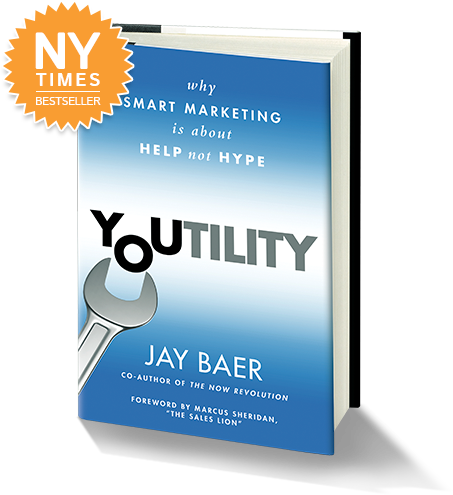 NY
TIMES
BESTSELLER
why
SMART MARKETING
is about
HELP not HYPE
YOUTILITY
JAY BAER
CO-AUTHOR OF THE NOW REVOLUTION
FOREWORD BY MARCUS SHERIDAN,
"THE SALES LION"